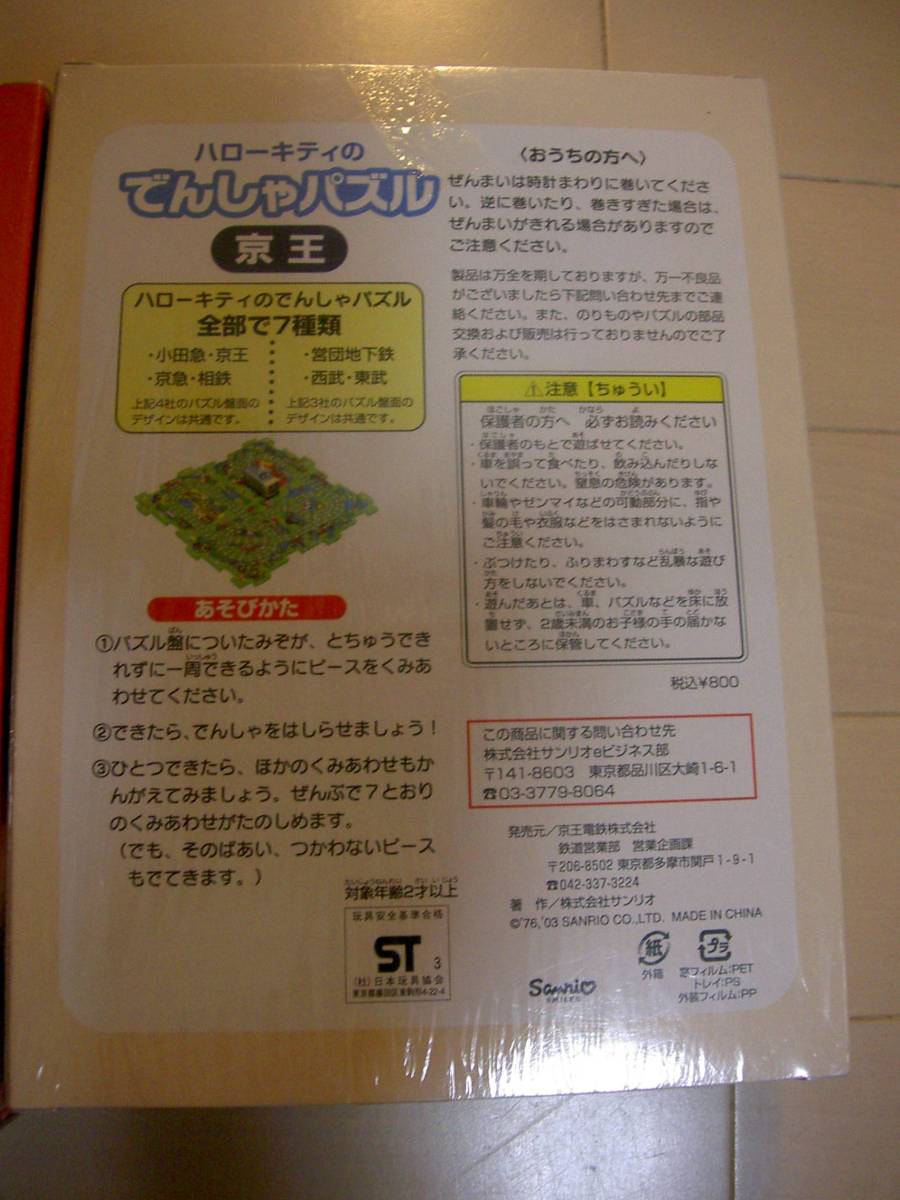 ハローキティの
でんしゃパズル
京王
ハローキティのでんしゃパズル
全部で7種類
・小田急・京王
・京急・相鉄
上記4社のパズル盤面の
デザインは共通です。
・営団地下鉄
・西武・東武
上記3社のパズル盤面の
デザインは共通です。
あそびかた
①パズル盤についたみぞが、とちゅうでき
れずに一周できるようにピースをくみあ
わせてください。
②できたら、でんしゃをはしらせましょう!
③ひとつできたら、ほかのくみあわせもか
んがえてみましょう。ぜんぶで7とおり
のくみあわせがたのしめます。
(でも、そのばあい、つかわないピース
もでてきます。)
対象年齢2才以上
玩具安全基準合格
ST 3
(社)日本玩具協会
東京都墨田区東駒形4-22-4
〈おうちの方へ〉
ぜんまいは時計まわりに巻いてくださ
い。逆に巻いたり、巻きすぎた場合は、
ぜんまいがきれる場合がありますので
ご注意ください。
製品は万全を期しておりますが、万一不良品
がございましたら下記問い合わせ先までご連
絡ください。また、のりものやパズルの部品
交換および販売は行っておりませんのでご了
承ください。
⚠注意【ちゅうい】
保護者の方へ 必ずお読みください
・保護者のもとで遊ばせてください。
・車を誤って食べたり、飲み込んだりしな
いでください。窒息の危険があります。
・車輪やゼンマイなどの可動部分に、指や
髪の毛や衣服などをはさまれないように
ご注意ください。
・ぶつけたり、ふりまわすなど乱暴な遊び
方をしないでください。
・遊んだあとは、車、パズルなどを床に放
置せず、2歳未満のお子様の手の届かな
いところに保管してください。
税込¥800
この商品に関する問い合わせ先
株式会社サンリオeビジネス部
〒141-8603 東京都品川区大崎1-6-1
☎03-3779-8064
発売元/京王電鉄株式会社
鉄道営業部 営業企画課
〒206-8502 東京都多摩市関戸1-9-1
☎042-337-3224
著 作/株式会社サンリオ
©'76,'03 SANRIO CO.,LTD. MADE IN CHINA
Sanrio
SMILES
紙
外箱
プラ
窓フィルム:PET
トレイ:PS
外装フィルム:PP